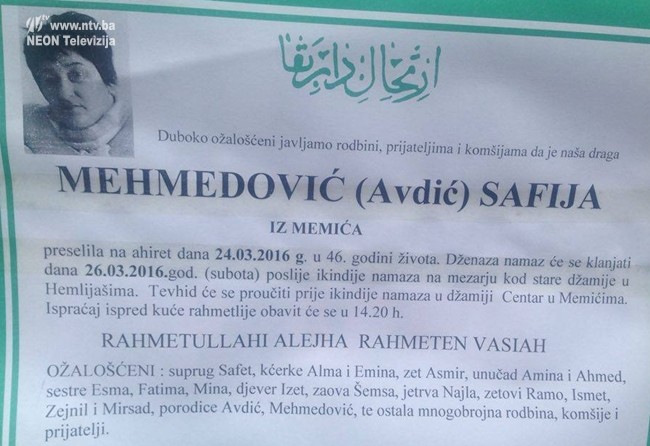 www.ntv.ba
NEON Televizija
ارتحال دار بقا
Duboko ožalošćeni javljamo rodbini, prijateljima i komšijama da je naša draga
MEHMEDOVIĆ (Avdić) SAFIJA
IZ MEMIĆA
preselila na ahiret dana 24.03.2016 g. u 46. godini života. Dženaza namaz će se klanjati
dana 26.03.2016.god. (subota) poslije ikindije namaza na mezarju kod stare džamije u
Hemlijašima. Tevhid će se proučiti prije ikindije namaza u džamiji Centar u Memićima.
Ispraćaj ispred kuće rahmetlije obavit će se u 14.20 h.
RAHMETULLAHI ALEJHA RAHMETEN VASIAH
OŽALOŠĆENI : suprug Safet, kćerke Alma i Emina, zet Asmir, unučad Amina i Ahmed,
sestre Esma, Fatima, Mina, djever Izet, zaova Šemsa, jetrva Najla, zetovi Ramo, Ismet,
Zejnil i Mirsad, porodice Avdić, Mehmedović, te ostala mnogobrojna rodbina, komšije i
prijatelji.